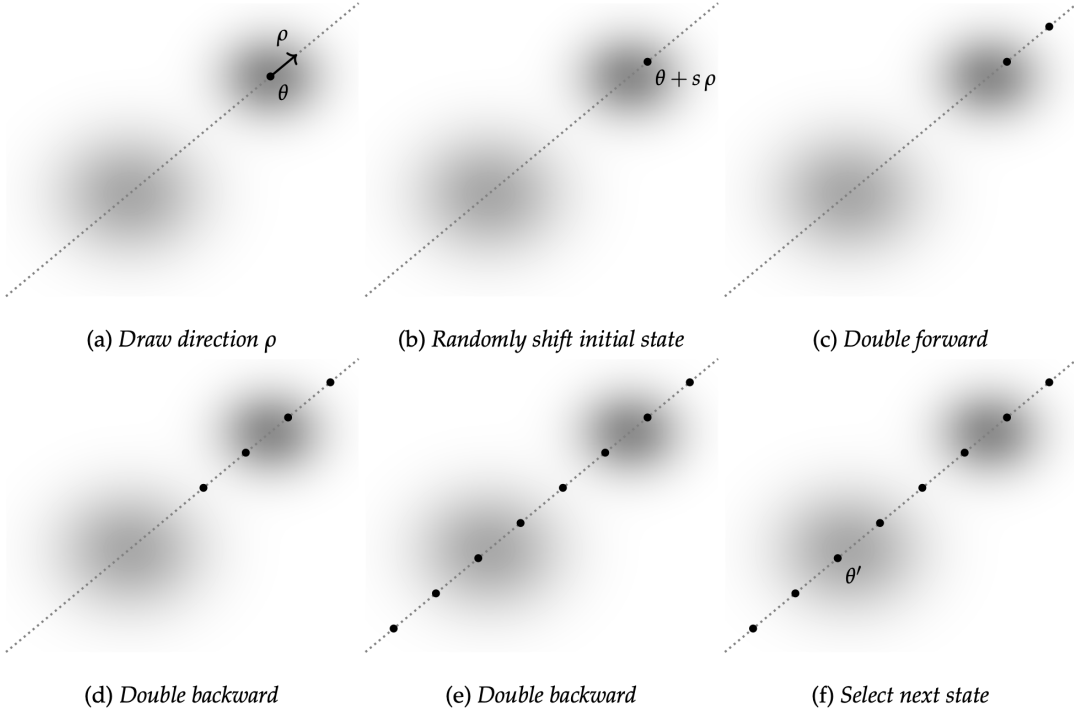 ρ
θ
θ + s ρ
(a) Draw direction ρ
(b) Randomly shift initial state
(c) Double forward
θ′
(d) Double backward
(e) Double backward
(f) Select next state